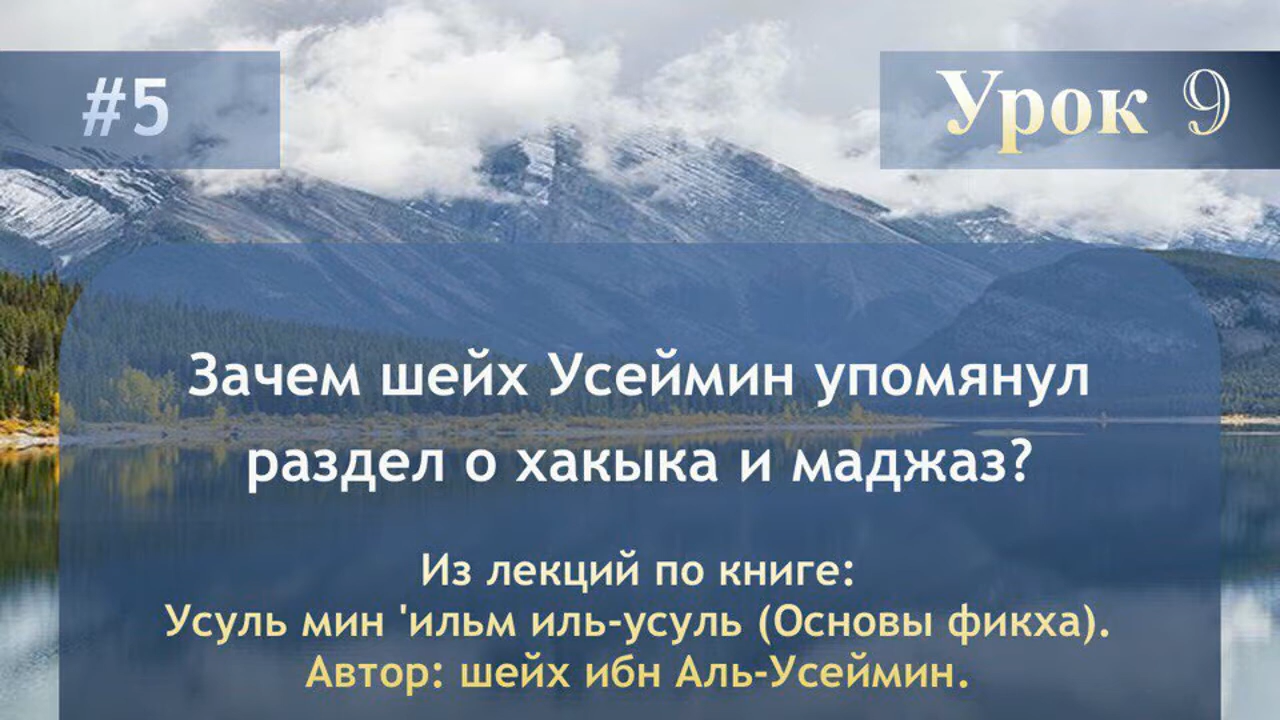 #5
Урок 9
Зачем шейх Усеймин упомянул
раздел о хакыка и маджаз?
Из лекций по книге:
Усуль мин 'ильм иль-усуль (Основы фикха).
Автор: шейх ибн Аль-Усеймин.